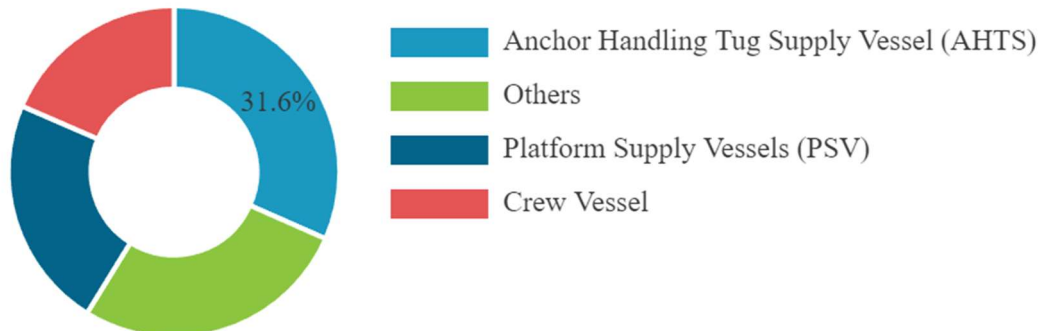 31.6%
Anchor Handling Tug Supply Vessel (AHTS)
Others
Platform Supply Vessels (PSV)
Crew Vessel